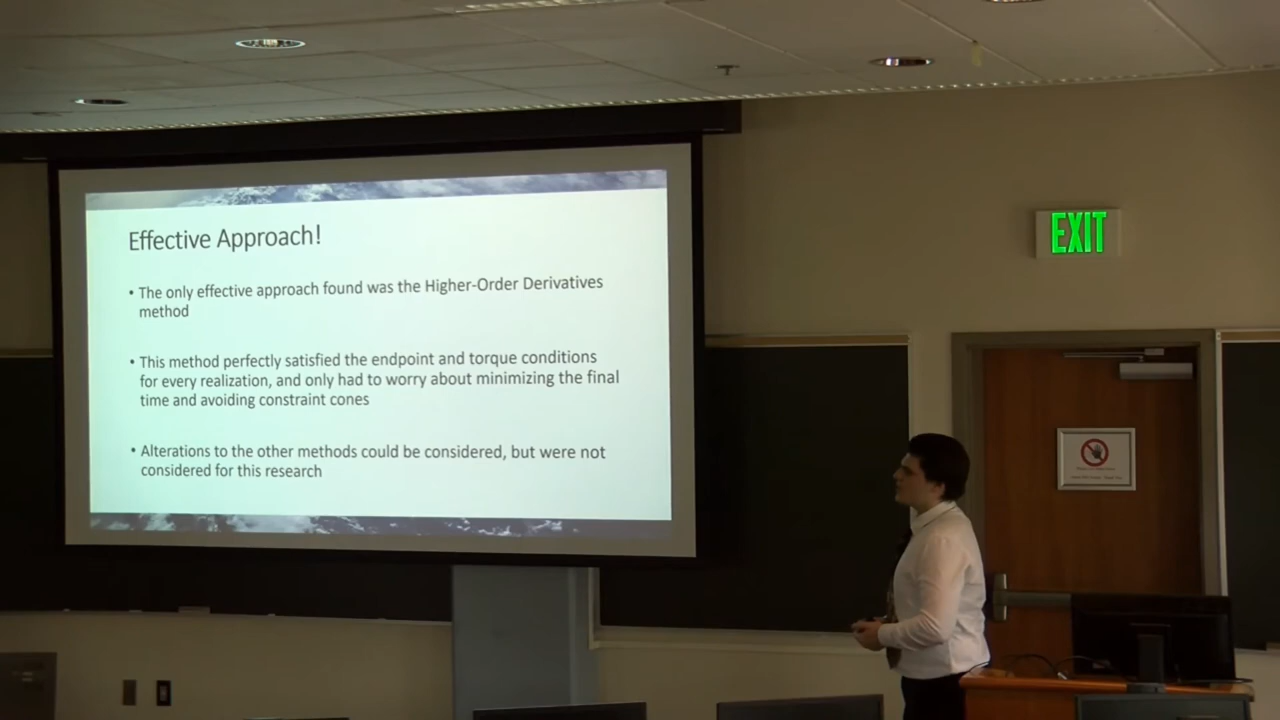 Effective Approach!
• The only effective approach found was the Higher-Order Derivatives
method
• This method perfectly satisfied the endpoint and torque conditions
for every realization, and only had to worry about minimizing the final
time and avoiding constraint cones
• Alterations to the other methods could be considered, but were not
considered for this research
EXIT